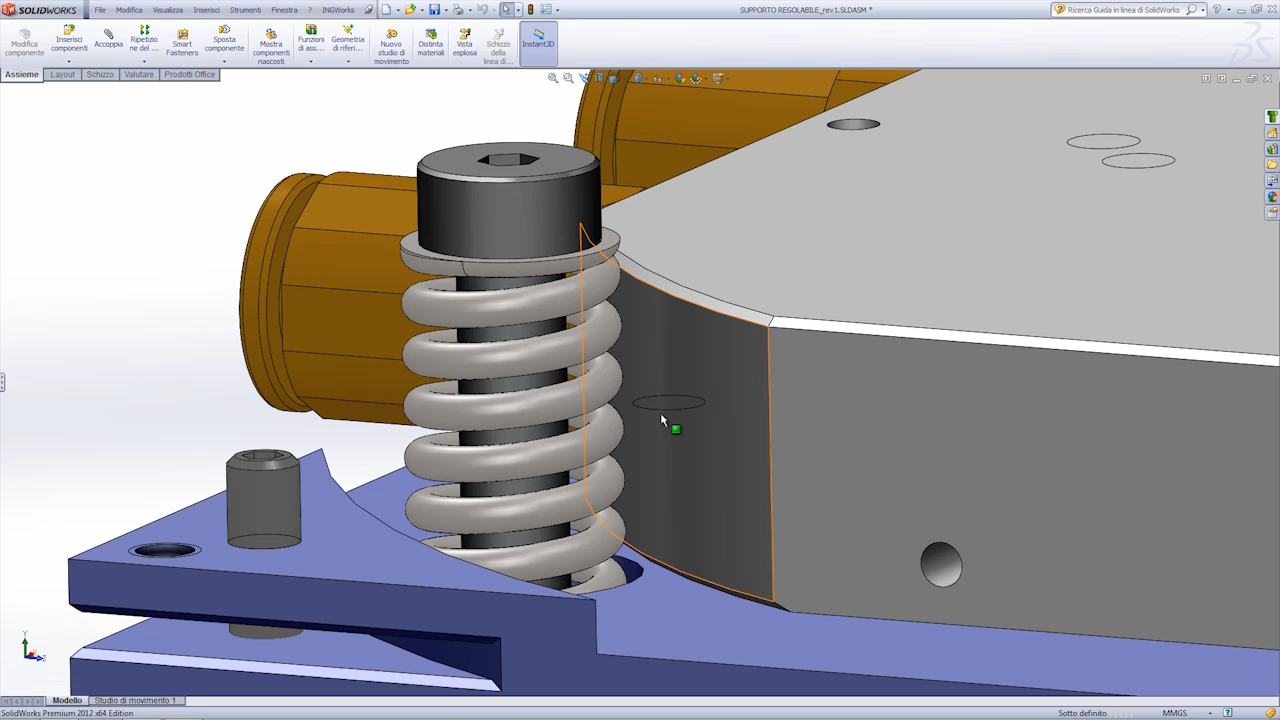 SOLIDWORKS File Modifica Visualizza Inserisci Strumenti Finestra ? INGWorks SUPPORTO REGOLABILE_rev1.SLDASM * Ricerca Guida in linea di SolidWorks ?
Modifica componente
Inserisci componenti
Accoppia
Ripetizio ne del ...
Smart Fasteners
Sposta componente
Mostra componenti nascosti
Funzioni di ass...
Geometria di riferi...
Nuovo studio di movimento
Distinta materiali
Vista esplosa
Schizzo della linea di...
Instant3D
Assieme Layout Schizzo Valutare Prodotti Office
Y
Z
Modello Studio di movimento 1
SolidWorks Premium 2012 x64 Edition Sotto definito MMGS ?